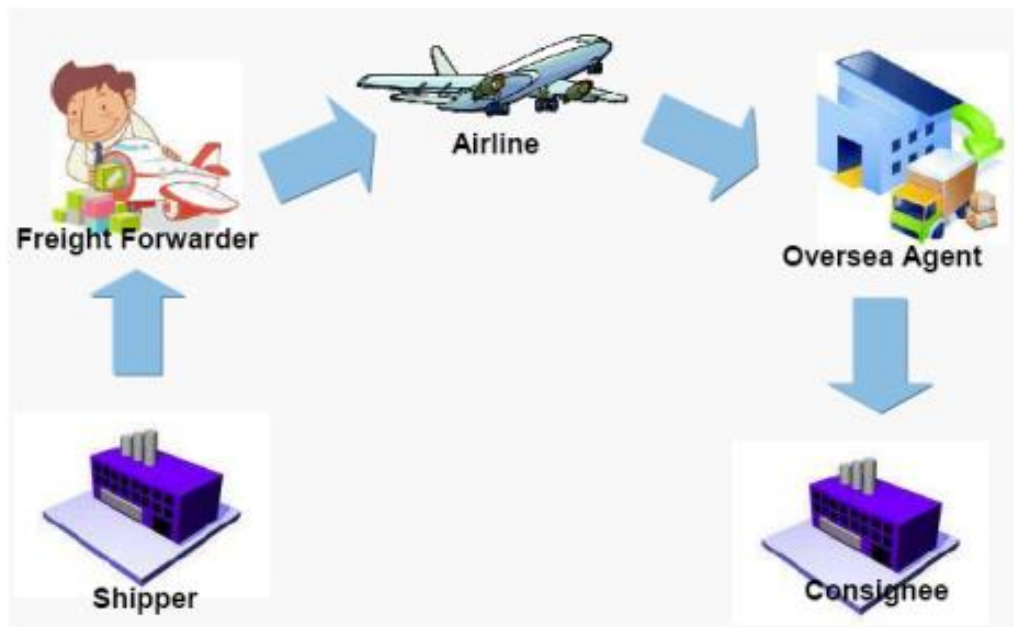 Airline
Freight Forwarder
Oversea Agent
Shipper
Consignee